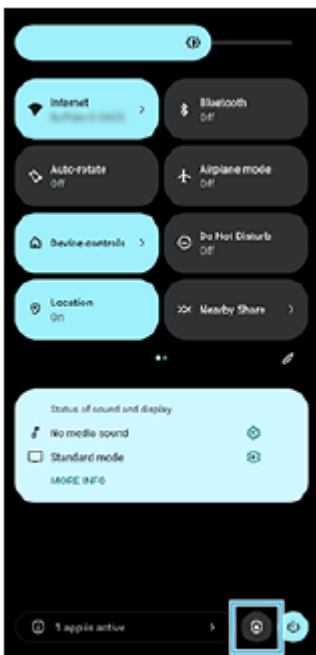 Internet
Bluetooth
Off
Auto-rotate
Off
Airplane mode
Off
Device controls
Do Not Disturb
Off
Location
On
Nearby Share
Status of sound and display
No media sound
Standard mode
MORE INFO
1 app is active